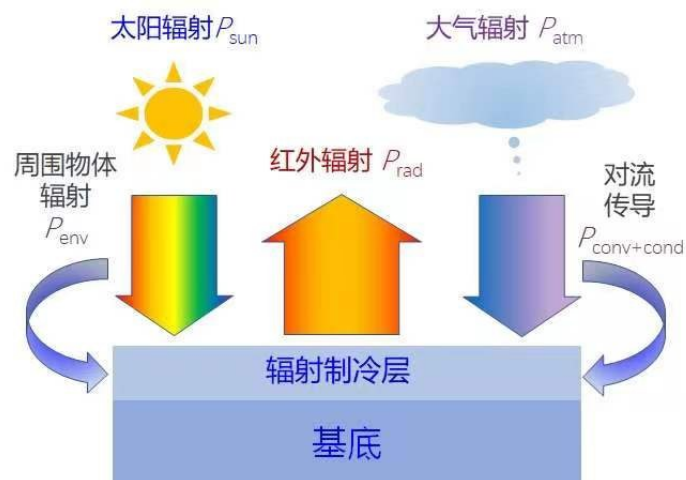 太阳辐射 Psun
大气辐射 Patm
周围物体
辐射
Penv
红外辐射 Prad
对流
传导
Pconv+cond
辐射制冷层
基底